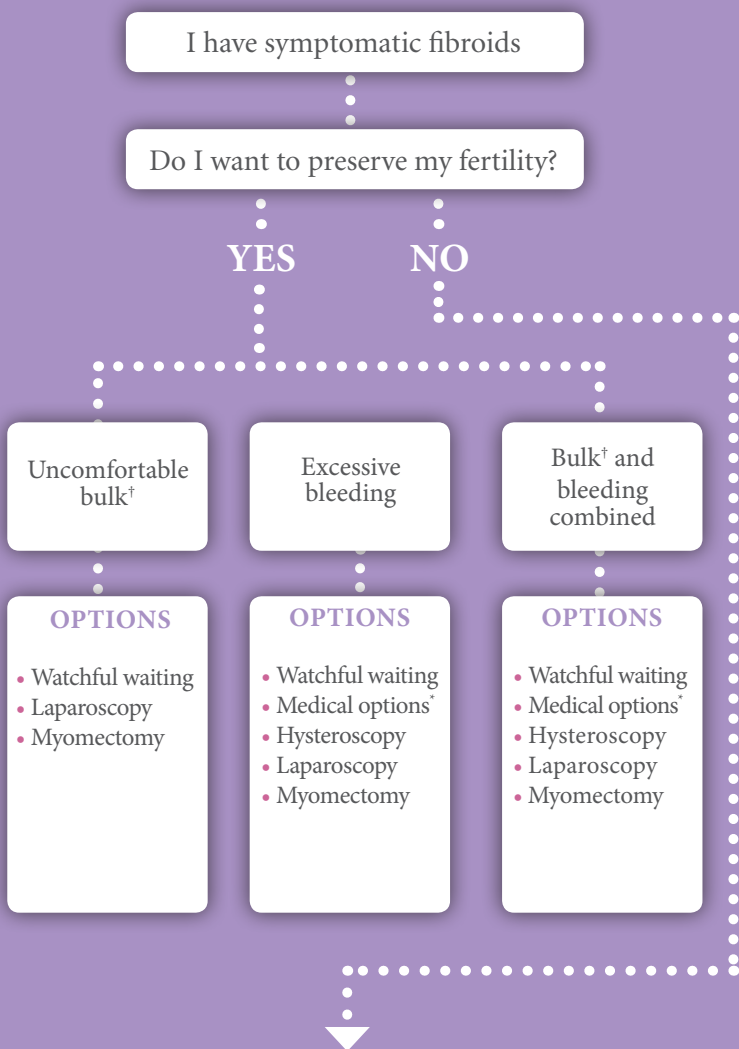 I have symptomatic fibroids
Do I want to preserve my fertility?
YES
NO
Uncomfortable
bulk†
Excessive
bleeding
Bulk† and
bleeding
combined
OPTIONS
• Watchful waiting
• Laparoscopy
• Myomectomy
OPTIONS
• Watchful waiting
• Medical options*
• Hysteroscopy
• Laparoscopy
• Myomectomy
OPTIONS
• Watchful waiting
• Medical options*
• Hysteroscopy
• Laparoscopy
• Myomectomy